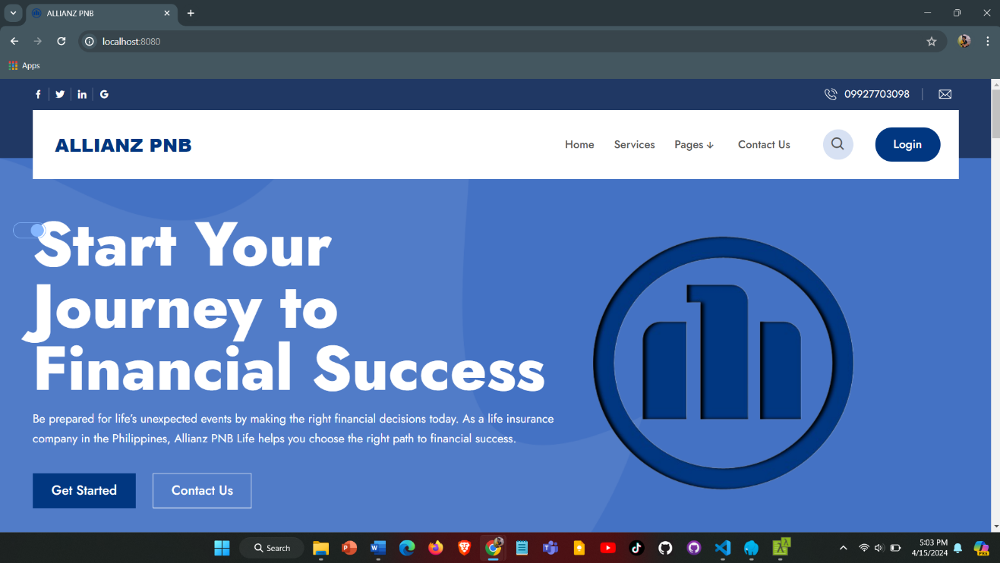 ALLIANZ PNB
localhost:8080
Apps
09927703098
ALLIANZ PNB
Home Services Pages Contact Us Login
Start Your
Journey to
Financial Success
Be prepared for life's unexpected events by making the right financial decisions today. As a life insurance
company in the Philippines, Allianz PNB Life helps you choose the right path to financial success.
Get Started Contact Us
Search
5:03 PM
4/15/2024